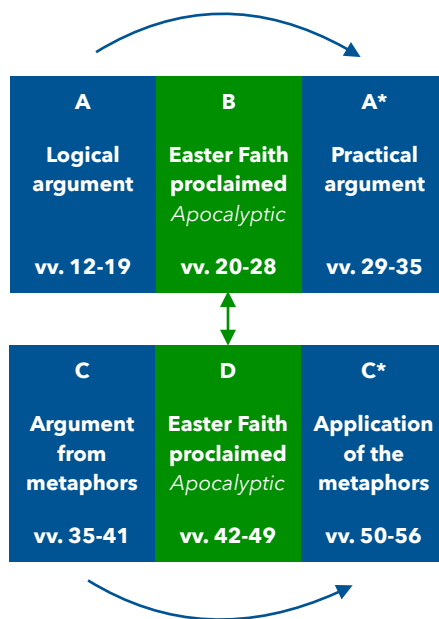 A
Logical
argument
vv. 12-19
B
Easter Faith
proclaimed
Apocalyptic
vv. 20-28
A*
Practical
argument
vv. 29-35
C
Argument
from
metaphors
vv. 35-41
D
Easter Faith
proclaimed
Apocalyptic
vv. 42-49
C*
Application
of the
metaphors
vv. 50-56